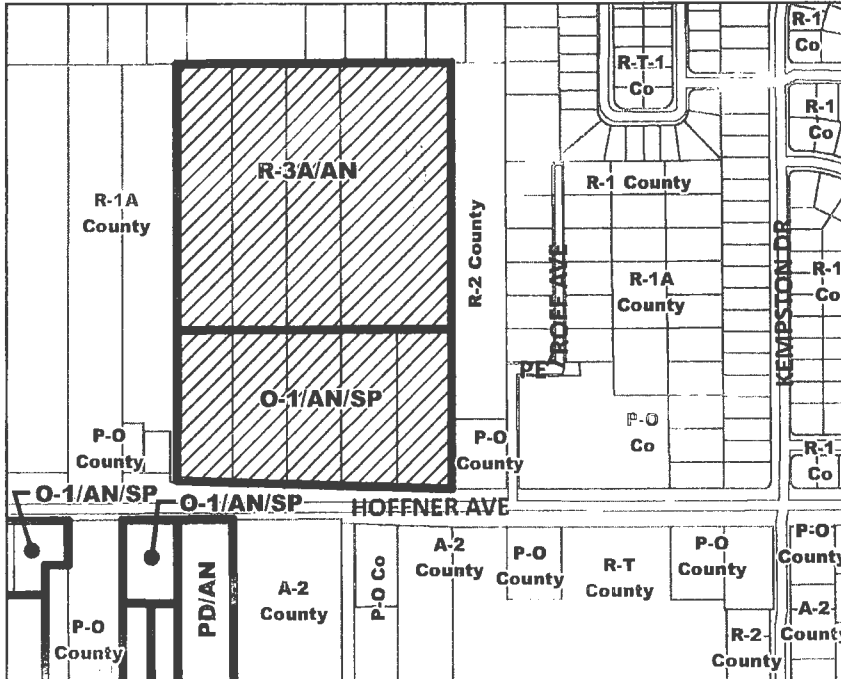 R-1
Co
R-T-1
Co
R-1
Co
R-3A/AN
R-1 County
R-1A
County
R-2 County
PETROFF AVE
KEMPSTON DR
R-1A
County
R-1
Co
O-1/AN/SP
P-O
Co
P-O
County
P-O
County
R-1
Co
O-1/AN/SP
O-1/AN/SP
HOFFNER AVE
P-O Co
A-2
County
P-O
County
R-T
County
P-O
County
P-O
County
PD/AN
A-2
County
P-O
County
A-2
County
R-2
County